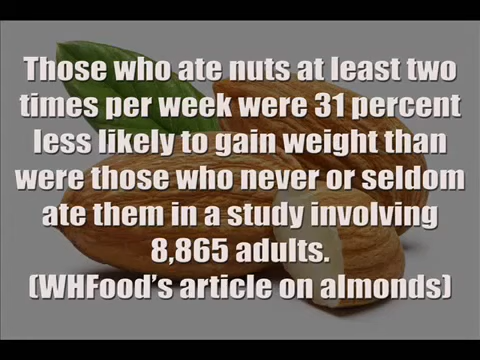 Those who ate nuts at least two
times per week were 31 percent
less likely to gain weight than
were those who never or seldom
ate them in a study involving
8,865 adults.
(WHFood's article on almonds)